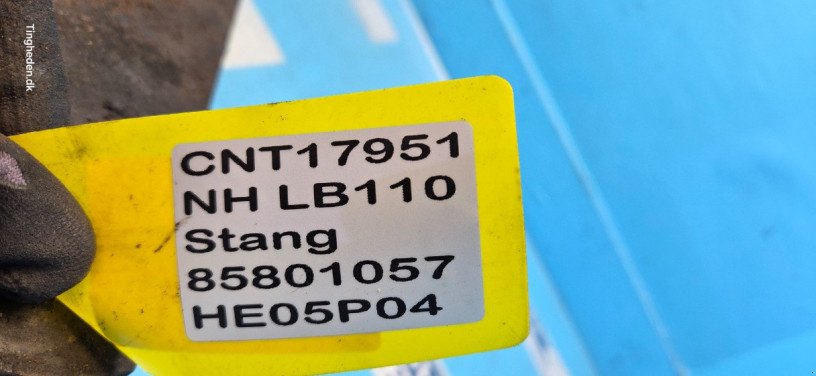 Tingheden.dk
CNT17951
NH LB110
Stang
85801057
HE05P04